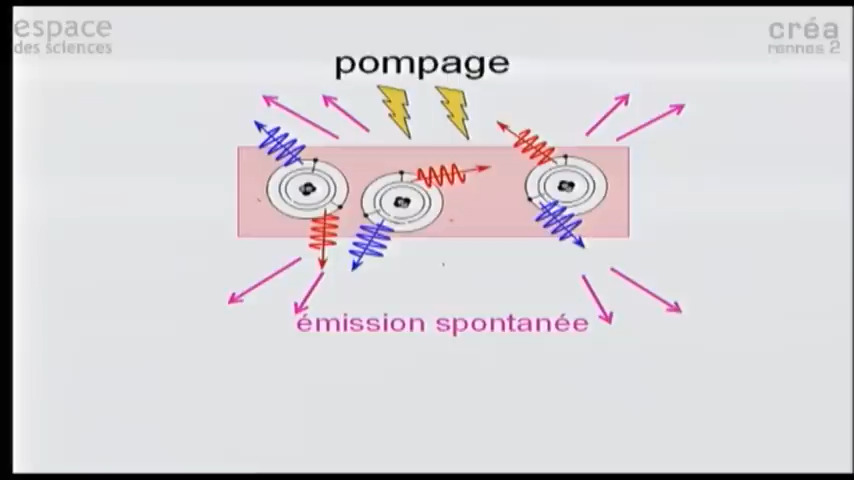 espace
des sciences
créa
rennes 2
pompage
émission spontanée